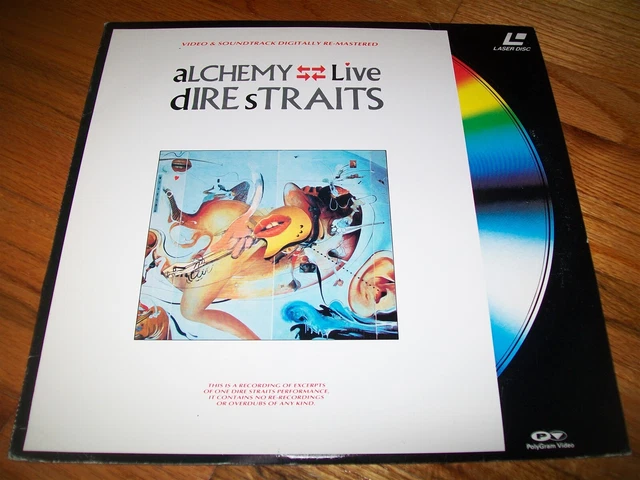 VIDEO & SOUNDTRACK DIGITALLY RE-MASTERED
LASER DISC
aLCHEMY Live
dIRE sTRAITS
THIS IS A RECORDING OF EXCERPTS
OF ONE DIRE STRAITS PERFORMANCE,
IT CONTAINS NO RE-RECORDINGS
OR OVERDUBS OF ANY KIND.
PolyGram Video